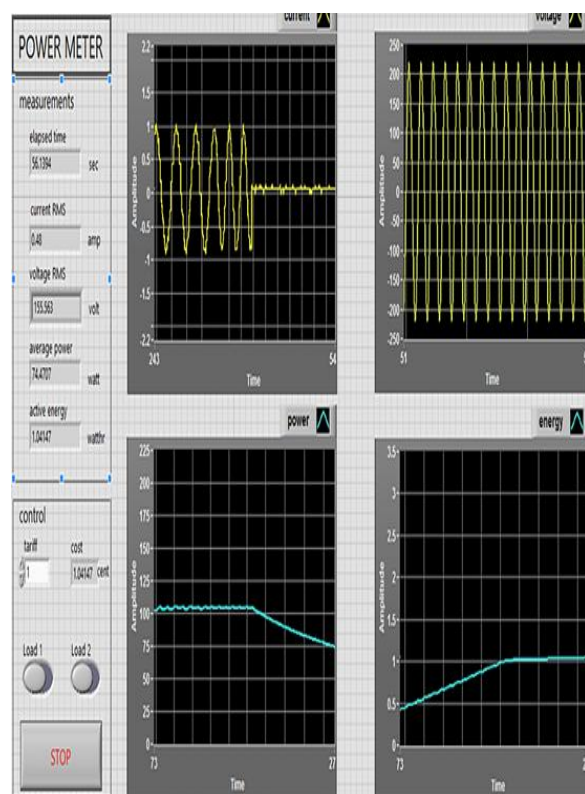 POWER METER
measurements
elapsed time
56.1394 sec
current RMS
0.48 amp
voltage RMS
155.563 volt
average power
74.4707 watt
active energy
1.04147 watthr
control
tariff cost
1 1.04147 cent
Load 1 Load 2
STOP
current
Amplitude
2.2
1.5
1
0.5
0
-0.5
-1
-1.5
-2.2
243 54
Time
voltage
Amplitude
250
200
150
100
50
0
-50
-100
-150
-200
-250
51
Time
power
Amplitude
225
200
175
150
125
100
75
50
25
0
73 27
Time
energy
Amplitude
3.5
3
2.5
2
1.5
1
0.5
0
73 2
Time